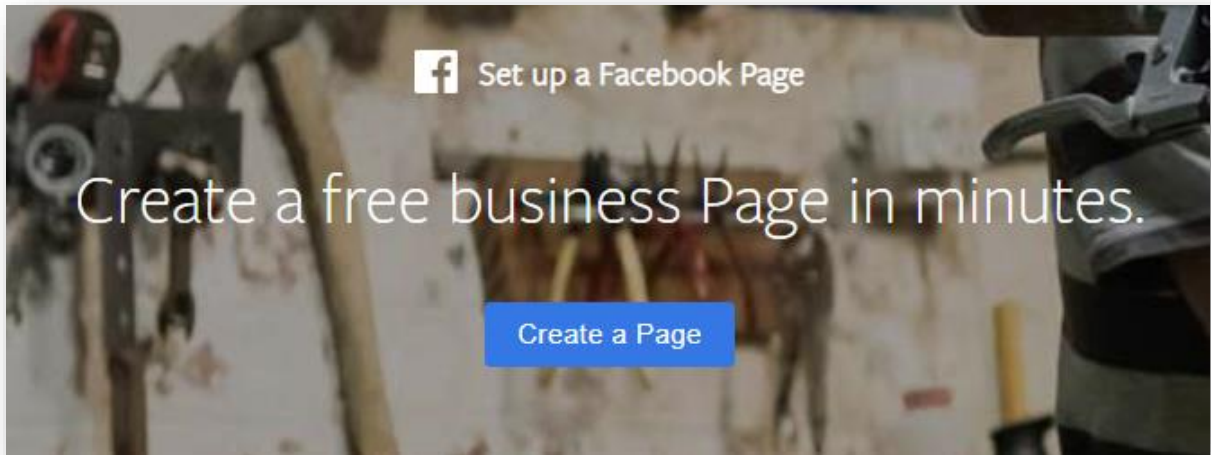 Set up a Facebook Page
Create a free business Page in minutes.
Create a Page